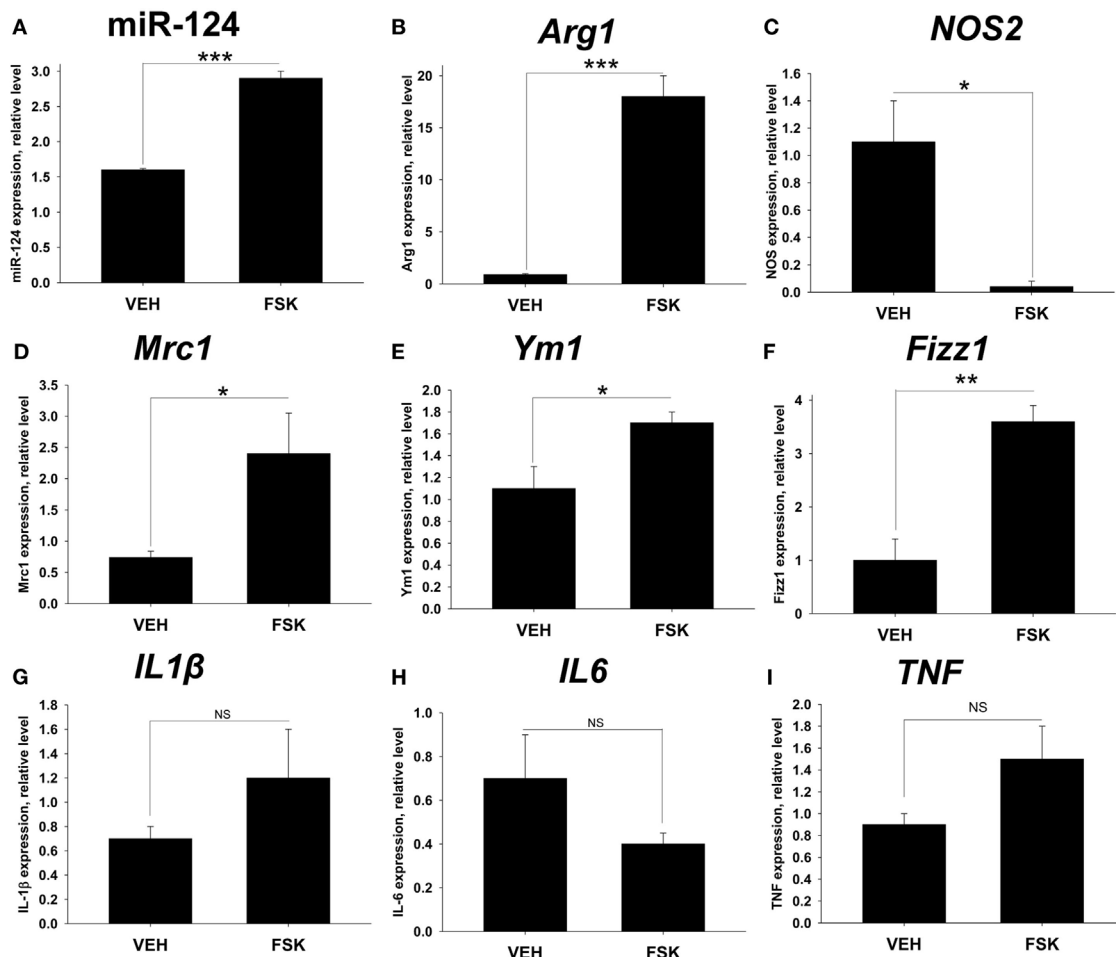 A
miR-124
miR-124 expression, relative level
3.0
2.5
2.0
1.5
1.0
0.5
0.0
***
VEH
FSK
B
Arg1
Arg1 expression, relative level
20
15
10
5
0
***
VEH
FSK
C
NOS2
NOS expression, relative level
1.6
1.4
1.2
1.0
0.8
0.6
0.4
0.2
0.0
*
VEH
FSK
D
Mrc1
Mrc1 expression, relative level
3.5
3.0
2.5
2.0
1.5
1.0
0.5
0.0
*
VEH
FSK
E
Ym1
Ym1 expression, relative level
2.0
1.8
1.6
1.4
1.2
1.0
0.8
0.6
0.4
0.2
0.0
*
VEH
FSK
F
Fizz1
Fizz1 expression, relative level
4
3
2
1
0
**
VEH
FSK
G
IL1β
IL-1β expression, relative level
1.8
1.6
1.4
1.2
1.0
0.8
0.6
0.4
0.2
0.0
NS
VEH
FSK
H
IL6
IL-6 expression, relative level
1.0
0.8
0.6
0.4
0.2
0.0
NS
VEH
FSK
I
TNF
TNF expression, relative level
2.0
1.8
1.6
1.4
1.2
1.0
0.8
0.6
0.4
0.2
0.0
NS
VEH
FSK